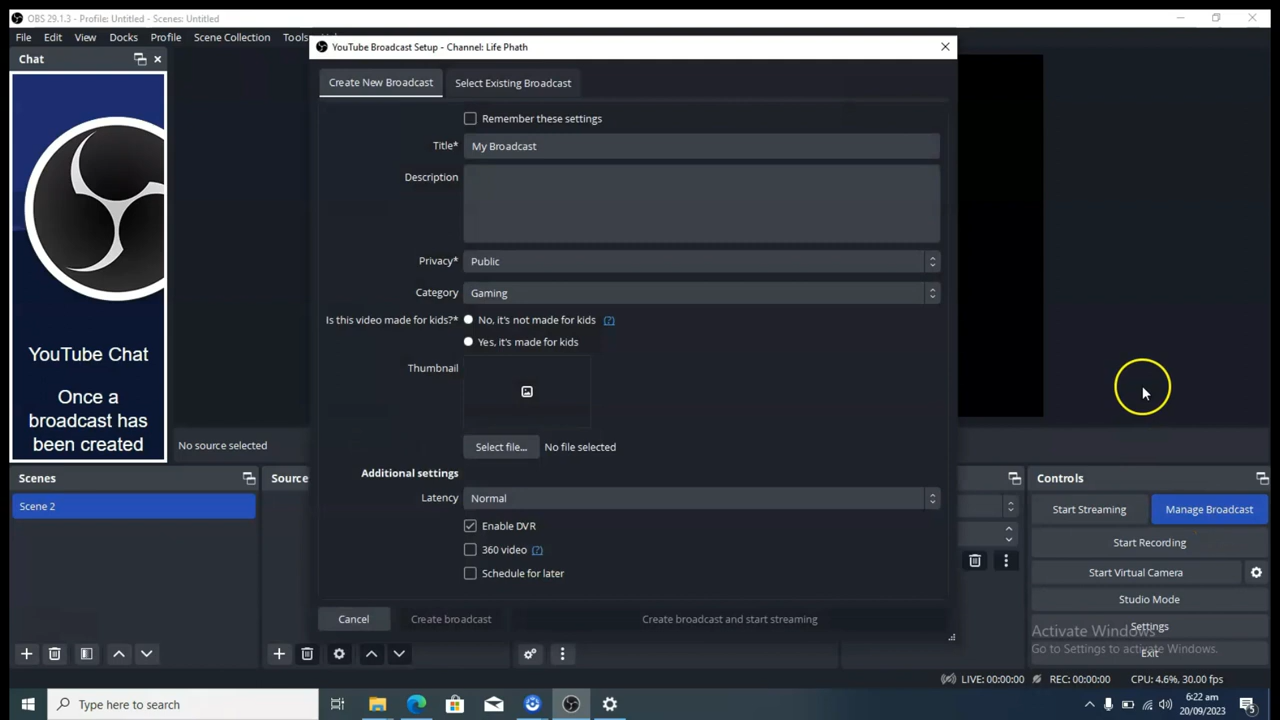 OBS 29.1.3 - Profile: Untitled - Scenes: Untitled
File Edit View Docks Profile Scene Collection Tools
YouTube Broadcast Setup - Channel: Life Phath
Chat
Create New Broadcast Select Existing Broadcast
Remember these settings
Title* My Broadcast
Description
Privacy* Public
Category Gaming
Is this video made for kids?* No, it's not made for kids (?)
Yes, it's made for kids
Thumbnail
Select file... No file selected
Additional settings
Latency Normal
Enable DVR
360 video (?)
Schedule for later
Cancel Create broadcast Create broadcast and start streaming
YouTube Chat
Once a
broadcast has
been created
No source selected
Scenes
Scene 2
Source
Controls
Start Streaming Manage Broadcast
Start Recording
Start Virtual Camera
Studio Mode
Settings
Exit
Activate Windows
Go to Settings to activate Windows.
LIVE: 00:00:00 REC: 00:00:00 CPU: 4.6%, 30.00 fps
Type here to search
6:22 am
20/09/2023
5